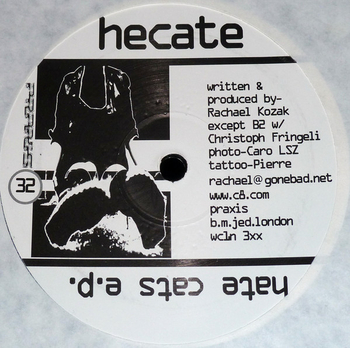 hecate
written &
produced by-
Rachael Kozak
except B2 w/
Christoph Fringeli
photo-Caro LSZ
tattoo-Pierre
rachael@gonebad.net
www.c8.com
praxis
b.m.jed.london
wc1n 3xx
PRAXIS
32
hate cats e.p.